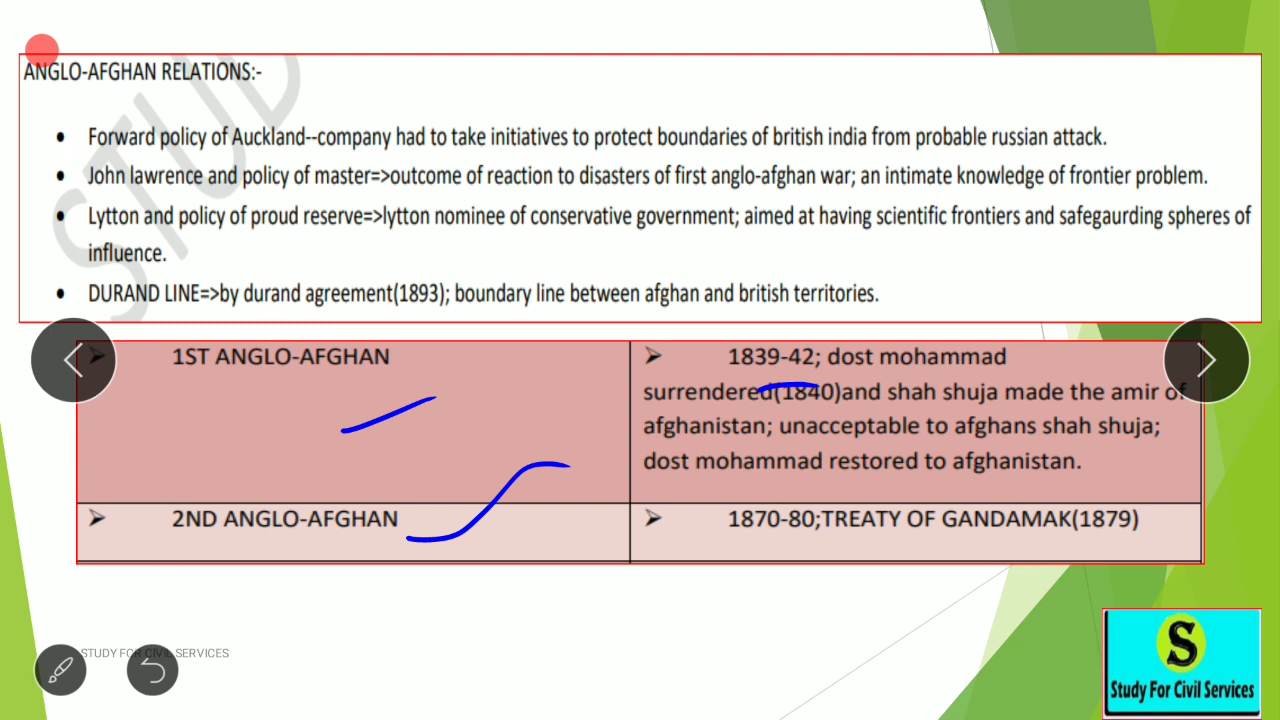 ANGLO-AFGHAN RELATIONS:-
• Forward policy of Auckland--company had to take initiatives to protect boundaries of british india from probable russian attack.
• John lawrence and policy of master=>outcome of reaction to disasters of first anglo-afghan war; an intimate knowledge of frontier problem.
• Lytton and policy of proud reserve=>lytton nominee of conservative government; aimed at having scientific frontiers and safegaurding spheres of
influence.
• DURAND LINE=>by durand agreement(1893); boundary line between afghan and british territories.
➤ 1ST ANGLO-AFGHAN
➤ 1839-42; dost mohammad
surrendered(1840)and shah shuja made the amir of
afghanistan; unacceptable to afghans shah shuja;
dost mohammad restored to afghanistan.
➤ 2ND ANGLO-AFGHAN
➤ 1870-80;TREATY OF GANDAMAK(1879)
STUDY FOR CIVIL SERVICES
S
Study For Civil Services
STUD